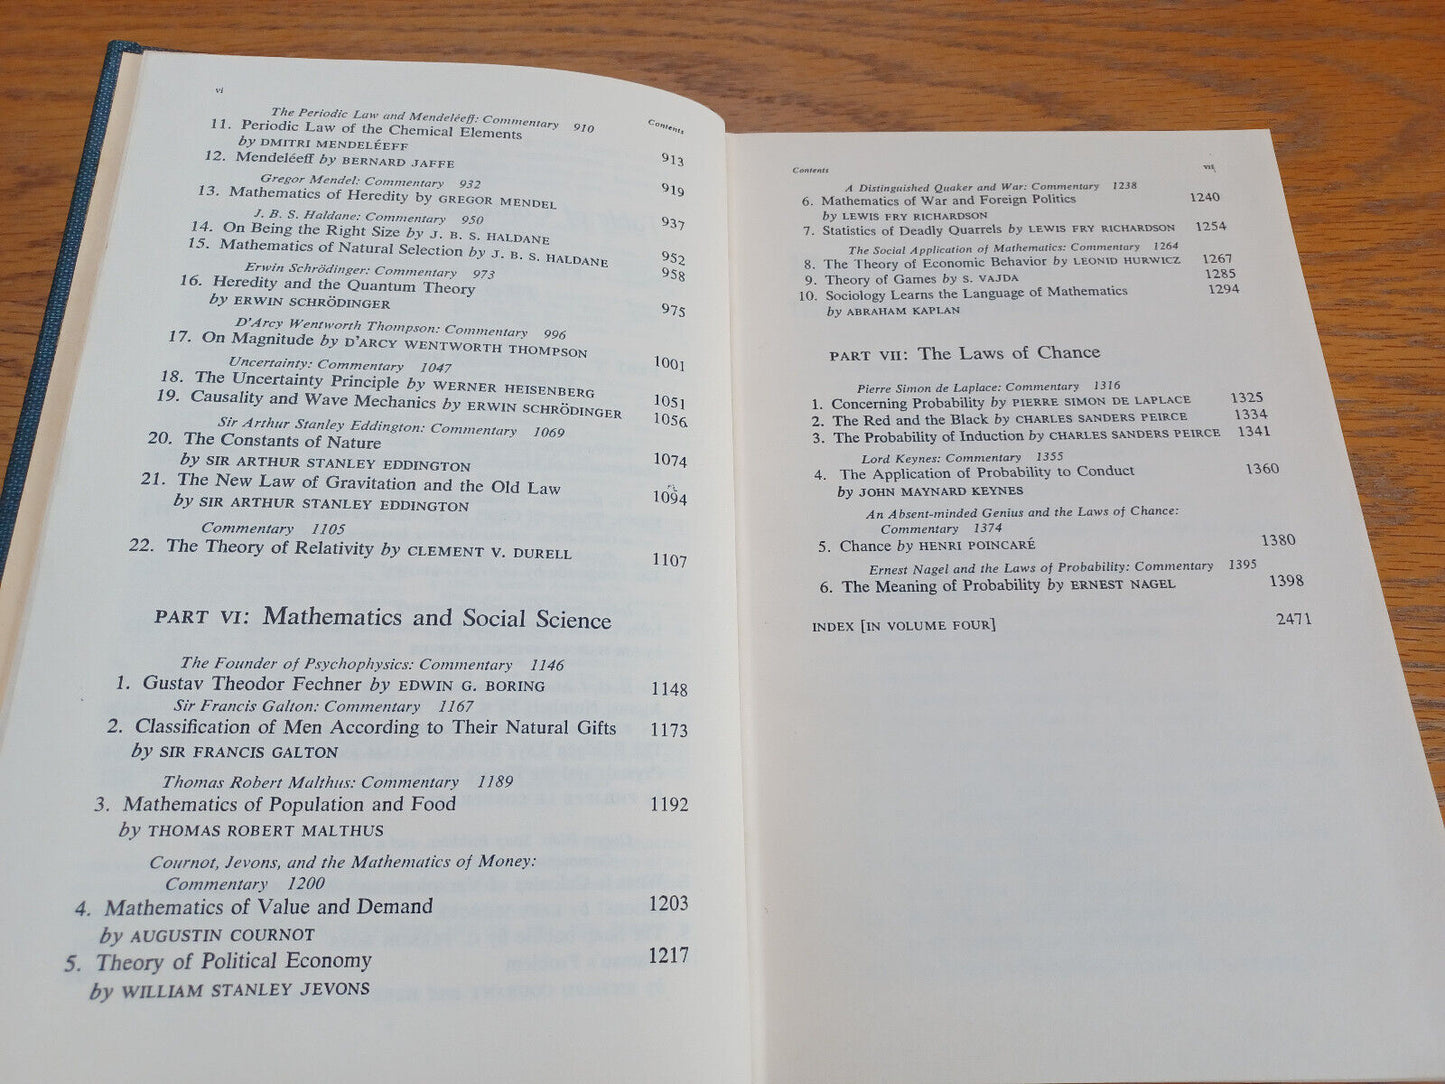 vi
Contents
The Periodic Law and Mendeléeff: Commentary 910
11. Periodic Law of the Chemical Elements
by DMITRI MENDELÉEFF 913
12. Mendeléeff by BERNARD JAFFE 919
Gregor Mendel: Commentary 932
13. Mathematics of Heredity by GREGOR MENDEL 937
J. B. S. Haldane: Commentary 950
14. On Being the Right Size by J. B. S. HALDANE 952
15. Mathematics of Natural Selection by J. B. S. HALDANE 958
Erwin Schrödinger: Commentary 973
16. Heredity and the Quantum Theory
by ERWIN SCHRÖDINGER 975
D'Arcy Wentworth Thompson: Commentary 996
17. On Magnitude by D'ARCY WENTWORTH THOMPSON 1001
Uncertainty: Commentary 1047
18. The Uncertainty Principle by WERNER HEISENBERG 1051
19. Causality and Wave Mechanics by ERWIN SCHRÖDINGER 1056
Sir Arthur Stanley Eddington: Commentary 1069
20. The Constants of Nature
by SIR ARTHUR STANLEY EDDINGTON 1074
21. The New Law of Gravitation and the Old Law
by SIR ARTHUR STANLEY EDDINGTON 1094
Commentary 1105
22. The Theory of Relativity by CLEMENT V. DURELL 1107
PART VI: Mathematics and Social Science
The Founder of Psychophysics: Commentary 1146
1. Gustav Theodor Fechner by EDWIN G. BORING 1148
Sir Francis Galton: Commentary 1167
2. Classification of Men According to Their Natural Gifts 1173
by SIR FRANCIS GALTON
Thomas Robert Malthus: Commentary 1189
3. Mathematics of Population and Food 1192
by THOMAS ROBERT MALTHUS
Cournot, Jevons, and the Mathematics of Money:
Commentary 1200
4. Mathematics of Value and Demand 1203
by AUGUSTIN COURNOT
5. Theory of Political Economy 1217
by WILLIAM STANLEY JEVONS
Contents
vii
A Distinguished Quaker and War: Commentary 1238
6. Mathematics of War and Foreign Politics 1240
by LEWIS FRY RICHARDSON
7. Statistics of Deadly Quarrels by LEWIS FRY RICHARDSON 1254
The Social Application of Mathematics: Commentary 1264
8. The Theory of Economic Behavior by LEONID HURWICZ 1267
9. Theory of Games by S. VAJDA 1285
10. Sociology Learns the Language of Mathematics 1294
by ABRAHAM KAPLAN
PART VII: The Laws of Chance
Pierre Simon de Laplace: Commentary 1316
1. Concerning Probability by PIERRE SIMON DE LAPLACE 1325
2. The Red and the Black by CHARLES SANDERS PEIRCE 1334
3. The Probability of Induction by CHARLES SANDERS PEIRCE 1341
Lord Keynes: Commentary 1355
4. The Application of Probability to Conduct 1360
by JOHN MAYNARD KEYNES
An Absent-minded Genius and the Laws of Chance:
Commentary 1374
5. Chance by HENRI POINCARÉ 1380
Ernest Nagel and the Laws of Probability: Commentary 1395
6. The Meaning of Probability by ERNEST NAGEL 1398
INDEX [IN VOLUME FOUR] 2471